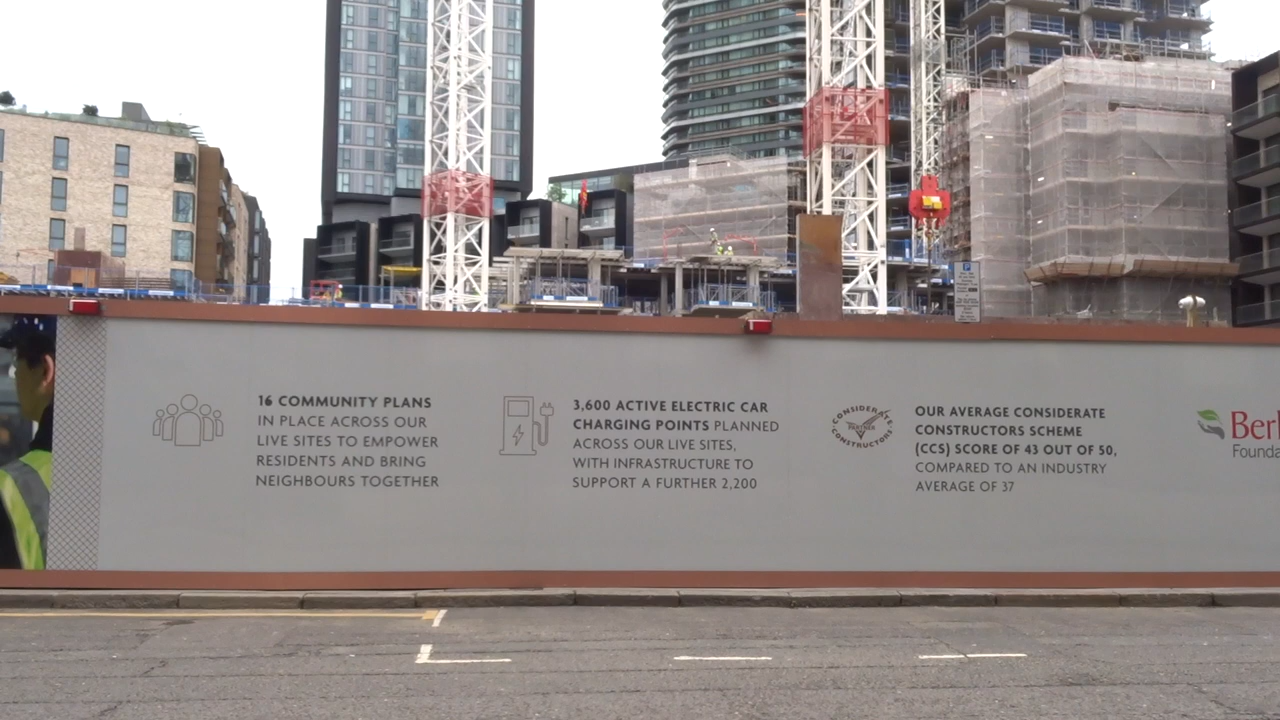 16 COMMUNITY PLANS
IN PLACE ACROSS OUR
LIVE SITES TO EMPOWER
RESIDENTS AND BRING
NEIGHBOURS TOGETHER
3,600 ACTIVE ELECTRIC CAR
CHARGING POINTS PLANNED
ACROSS OUR LIVE SITES,
WITH INFRASTRUCTURE TO
SUPPORT A FURTHER 2,200
CONSIDERATE
PARTNER
CONSTRUCTORS
OUR AVERAGE CONSIDERATE
CONSTRUCTORS SCHEME
(CCS) SCORE OF 43 OUT OF 50,
COMPARED TO AN INDUSTRY
AVERAGE OF 37
P